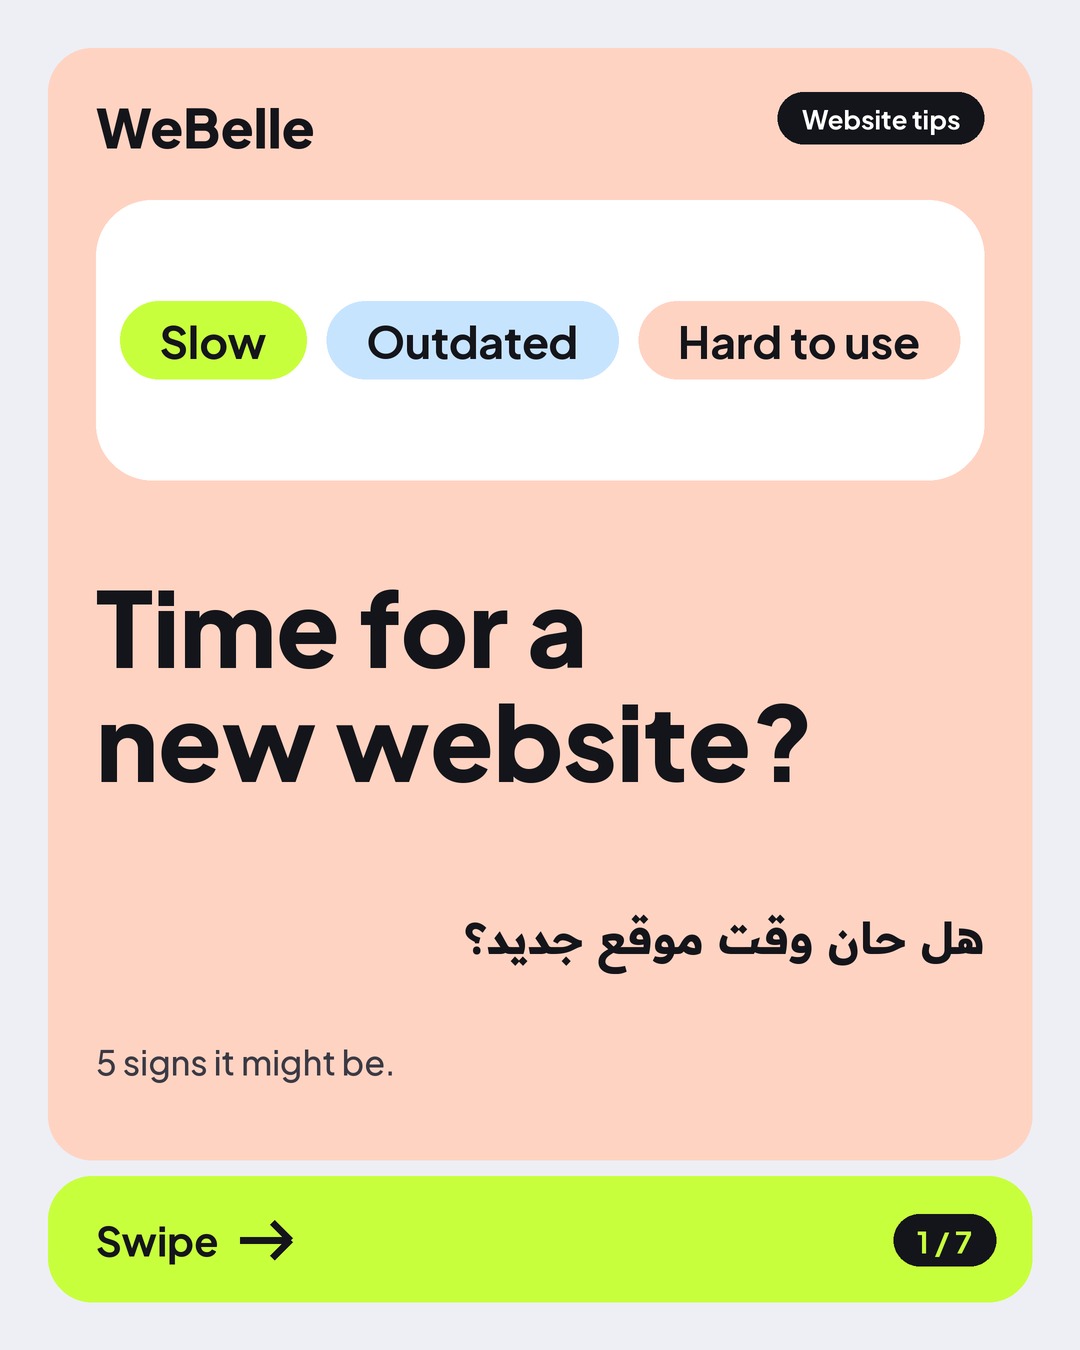 WeBelle
Website tips
Slow
Outdated
Hard to use
Time for a
new website?
هل حان وقت موقع جديد؟
5 signs it might be.
Swipe →
1 / 7